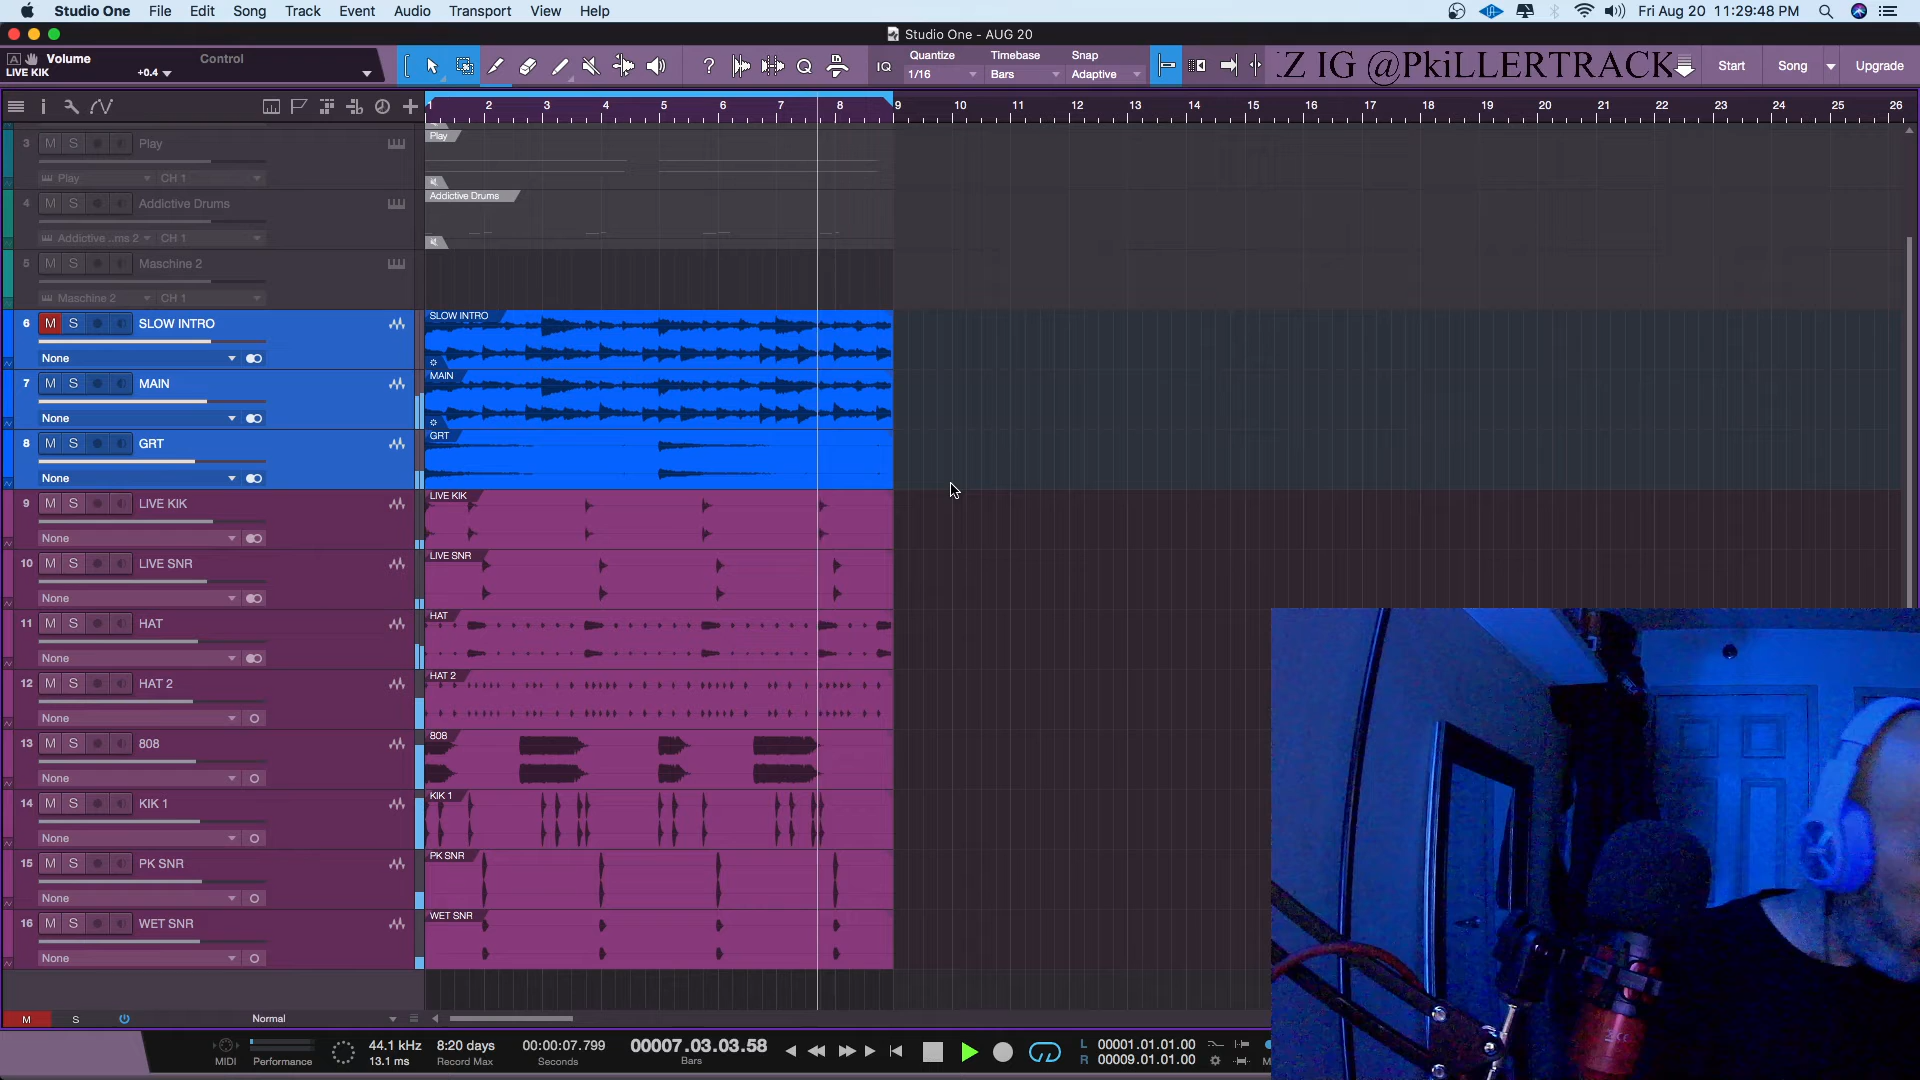 Studio One File Edit Song Track Event Audio Transport View Help Fri Aug 20 11:29:48 PM
Studio One - AUG 20
A Volume Control
LIVE KIK +0.4
? IQ Quantize Timebase Snap
1/16 Bars Adaptive
Z IG @PkiLLERTRACK Start Song Upgrade
1 2 3 4 5 6 7 8 9 10 11 12 13 14 15 16 17 18 19 20 21 22 23 24 25 26
3 M S Play Play
Play CH 1
4 M S Addictive Drums Addictive Drums
Addictive ..ms 2 CH 1
5 M S Maschine 2
Maschine 2 CH 1
6 M S SLOW INTRO SLOW INTRO
None
7 M S MAIN MAIN
None
8 M S GRT GRT
None
9 M S LIVE KIK LIVE KIK
None
10 M S LIVE SNR LIVE SNR
None
11 M S HAT HAT
None
12 M S HAT 2 HAT 2
None
13 M S 808 808
None
14 M S KIK 1 KIK 1
None
15 M S PK SNR PK SNR
None
16 M S WET SNR WET SNR
None
M S Normal
MIDI Performance
44.1 kHz
13.1 ms
8:20 days
Record Max
00:00:07.799
Seconds
00007.03.03.58
Bars
L 00001.01.01.00
R 00009.01.01.00